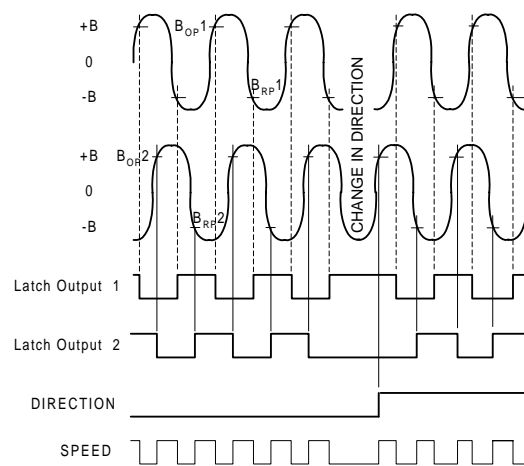 +B
B_OP1
0
-B
B_RP1
CHANGE IN DIRECTION
+B
B_OP2
0
-B
B_RP2
Latch Output 1
Latch Output 2
DIRECTION
SPEED